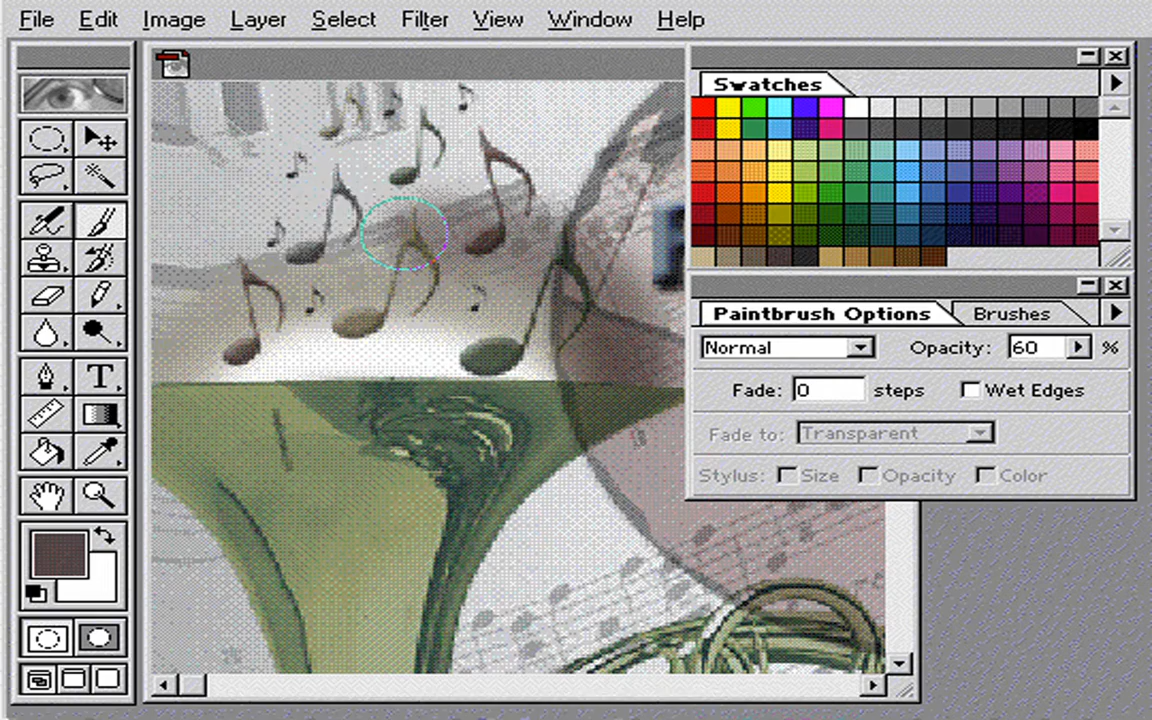 File Edit Image Layer Select Filter View Window Help
Swatches
Paintbrush Options Brushes
Normal Opacity: 60 %
Fade: 0 steps Wet Edges
Fade to: Transparent
Stylus: Size Opacity Color
T